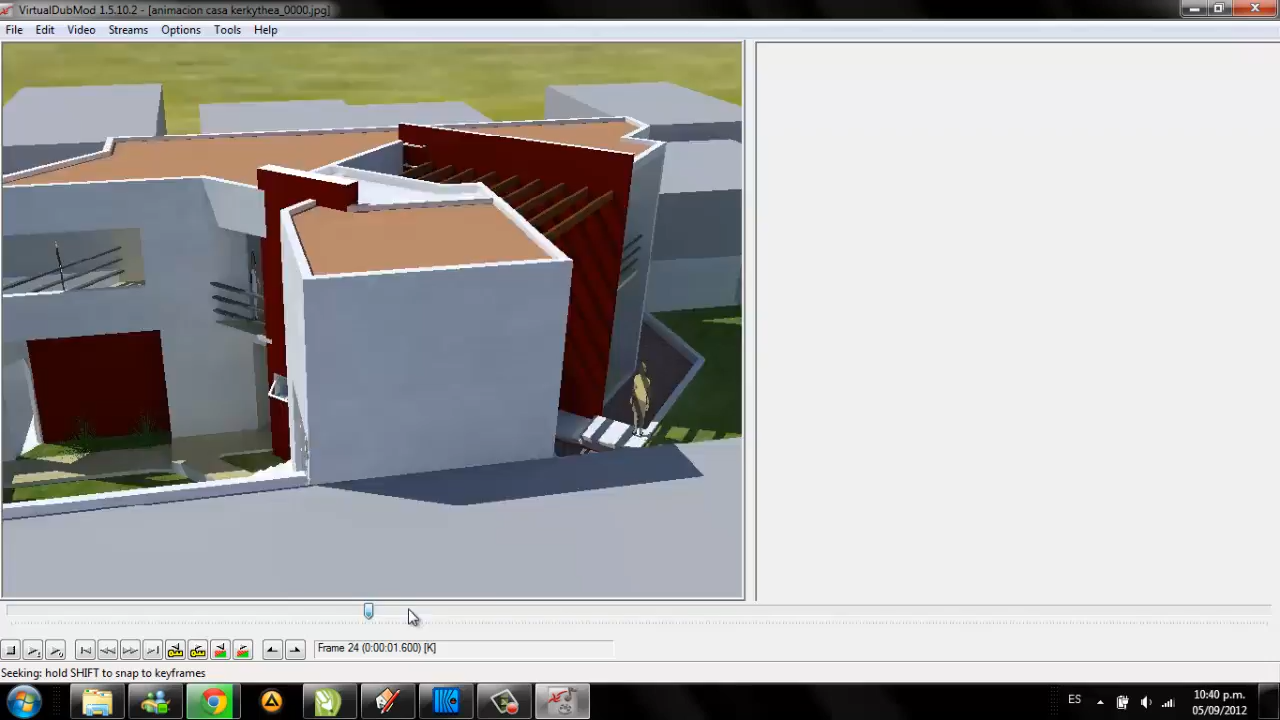 VirtualDubMod 1.5.10.2 - [animacion casa kerkythea_0000.jpg]
File Edit Video Streams Options Tools Help
Frame 24 (0:00:01.600) [K]
Seeking: hold SHIFT to snap to keyframes
ES 10:40 p.m.
05/09/2012